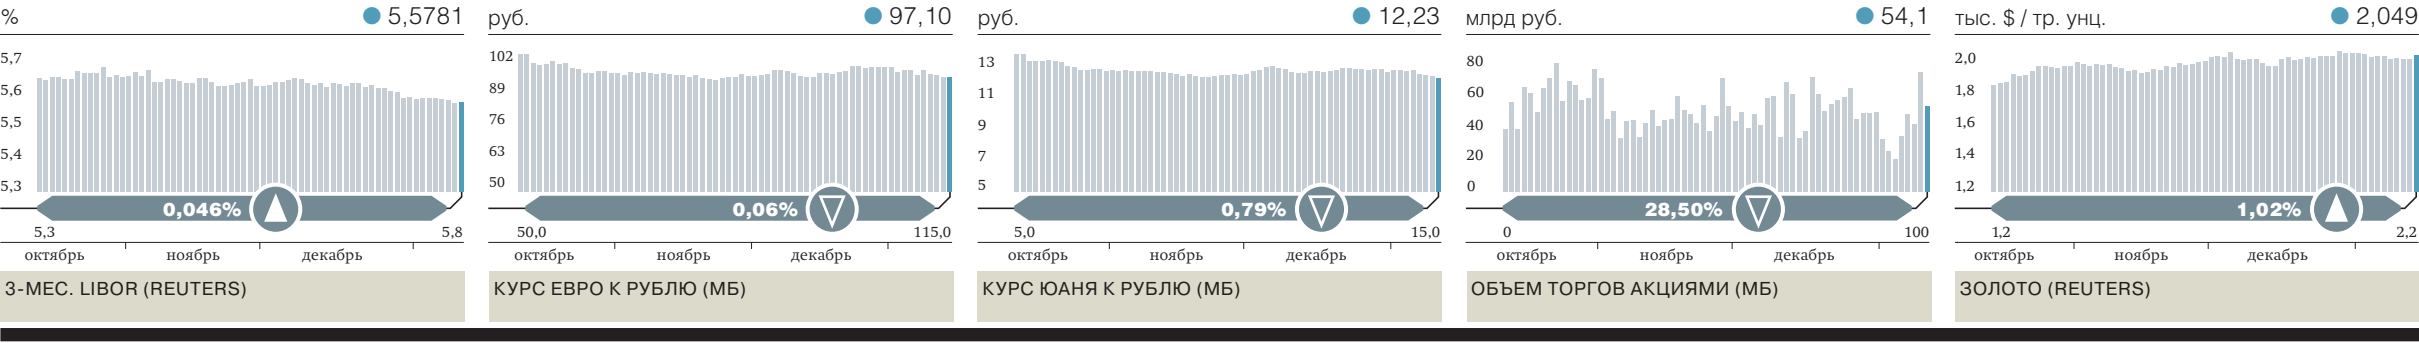 %
5,5781
5,7
5,6
5,5
5,4
5,3
0,046%
5,3
5,8
октябрь
ноябрь
декабрь
3-МЕС. LIBOR (REUTERS)
руб.
97,10
102
89
76
63
50
0,06%
50,0
115,0
октябрь
ноябрь
декабрь
КУРС ЕВРО К РУБЛЮ (МБ)
руб.
12,23
13
11
9
7
5
0,79%
5,0
15,0
октябрь
ноябрь
декабрь
КУРС ЮАНЯ К РУБЛЮ (МБ)
млрд руб.
54,1
80
60
40
20
0
28,50%
0
100
октябрь
ноябрь
декабрь
ОБЪЕМ ТОРГОВ АКЦИЯМИ (МБ)
тыс. $ / тр. унц.
2,049
2,0
1,8
1,6
1,4
1,2
1,02%
1,2
2,2
октябрь
ноябрь
декабрь
ЗОЛОТО (REUTERS)